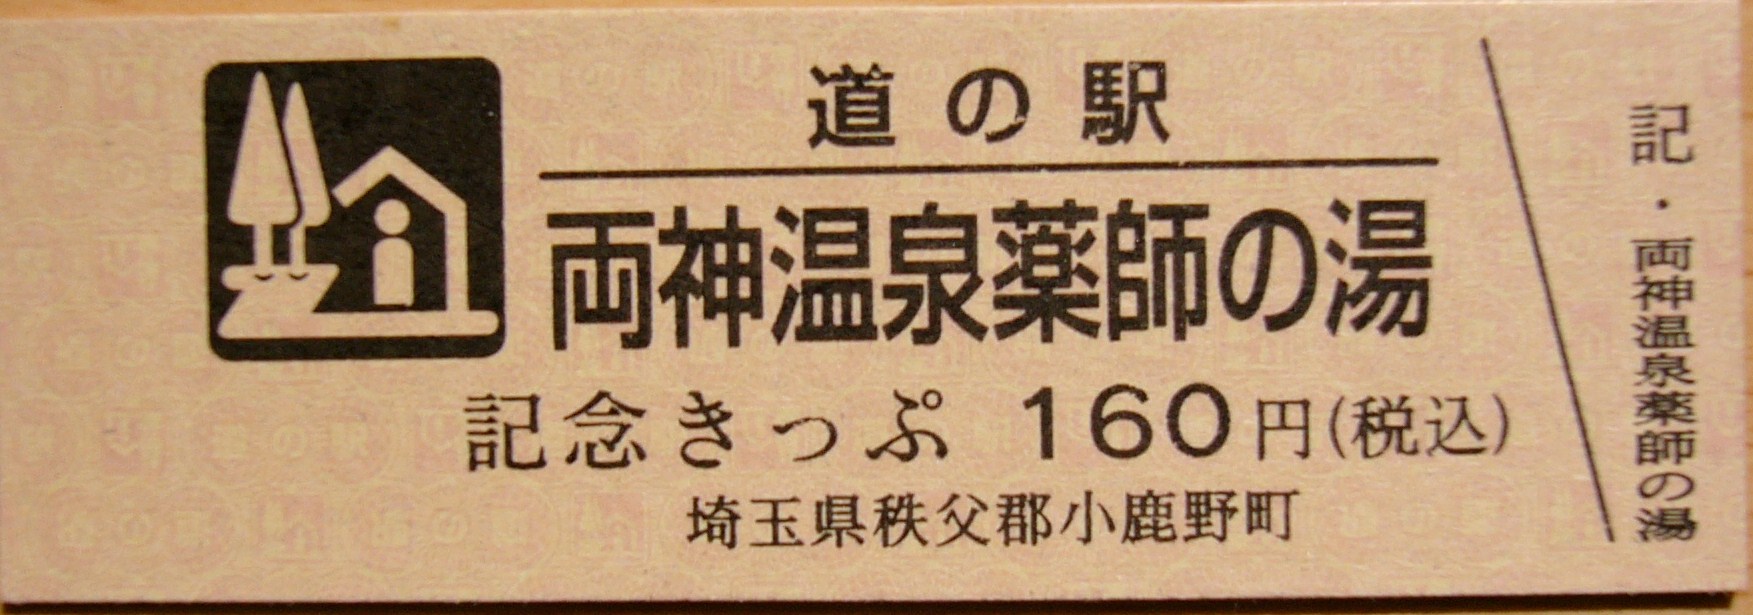 道の駅
両神温泉薬師の湯
記念きっぷ 160円(税込)
埼玉県秩父郡小鹿野町
記・両神温泉薬師の湯